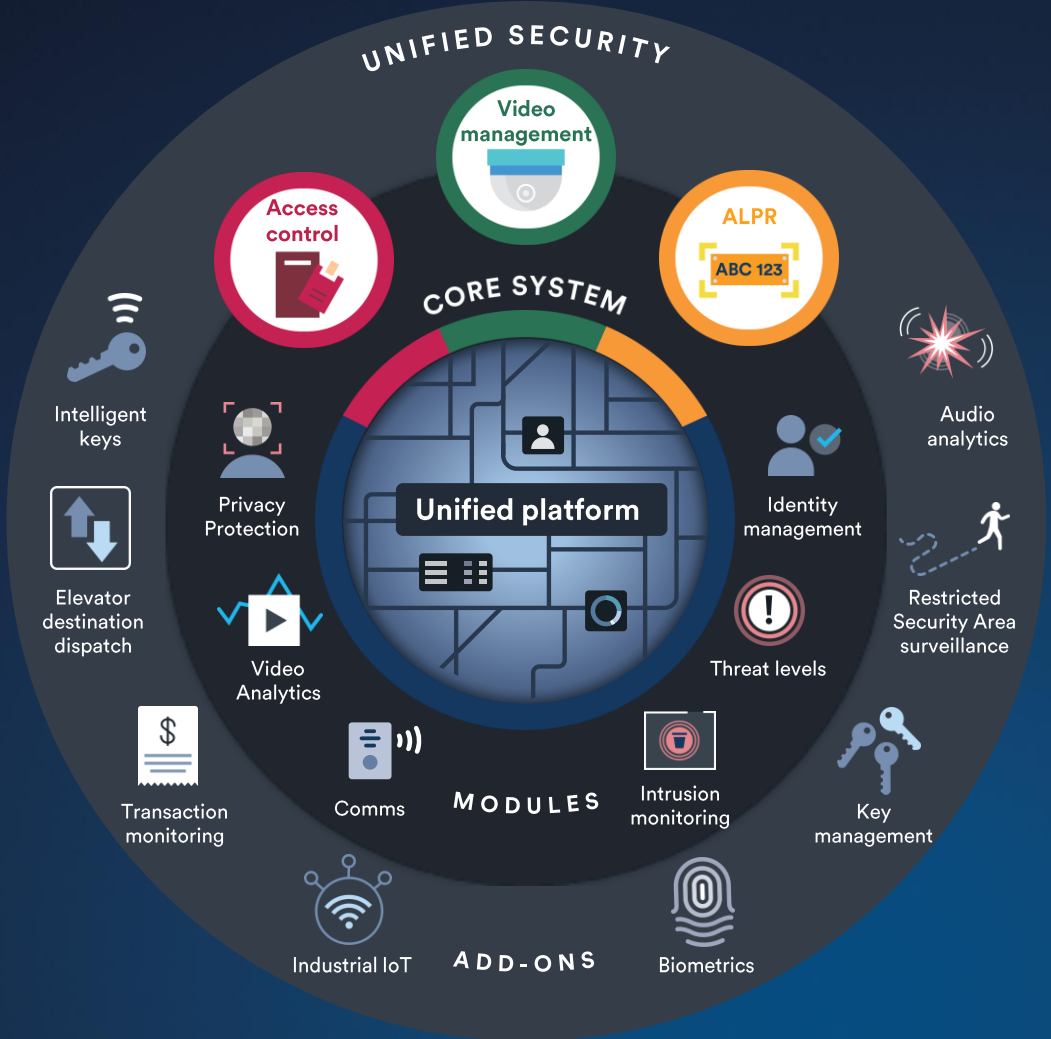 UNIFIED SECURITY
Video
management
Access
control
ALPR
ABC 123
CORE SYSTEM
Intelligent
keys
Audio
analytics
Privacy
Protection
Identity
management
Unified platform
Elevator
destination
dispatch
Restricted
Security Area
surveillance
Video
Analytics
Threat levels
$
Transaction
monitoring
Comms
MODULES
Intrusion
monitoring
Key
management
Industrial IoT
ADD-ONS
Biometrics